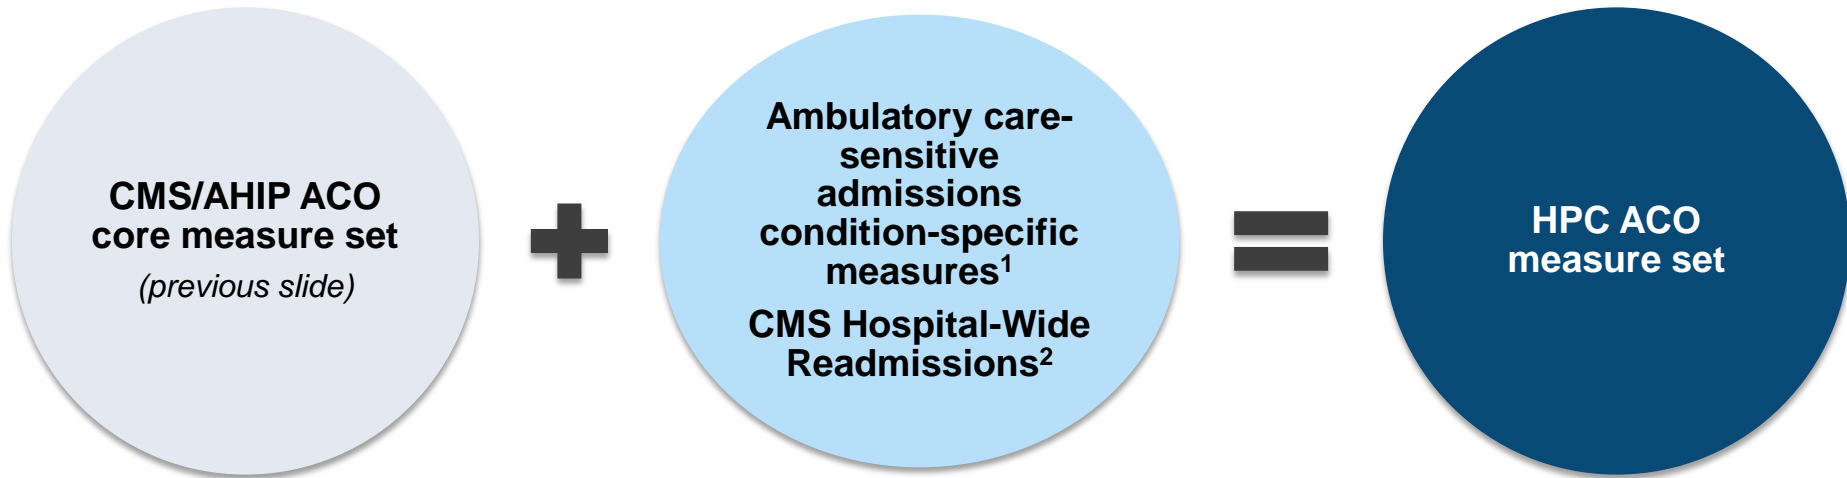 CMS/AHIP ACO
core measure set
(previous slide)
Ambulatory care-
sensitive
admissions
condition-specific
measures¹
CMS Hospital-Wide
Readmissions²
HPC ACO
measure set